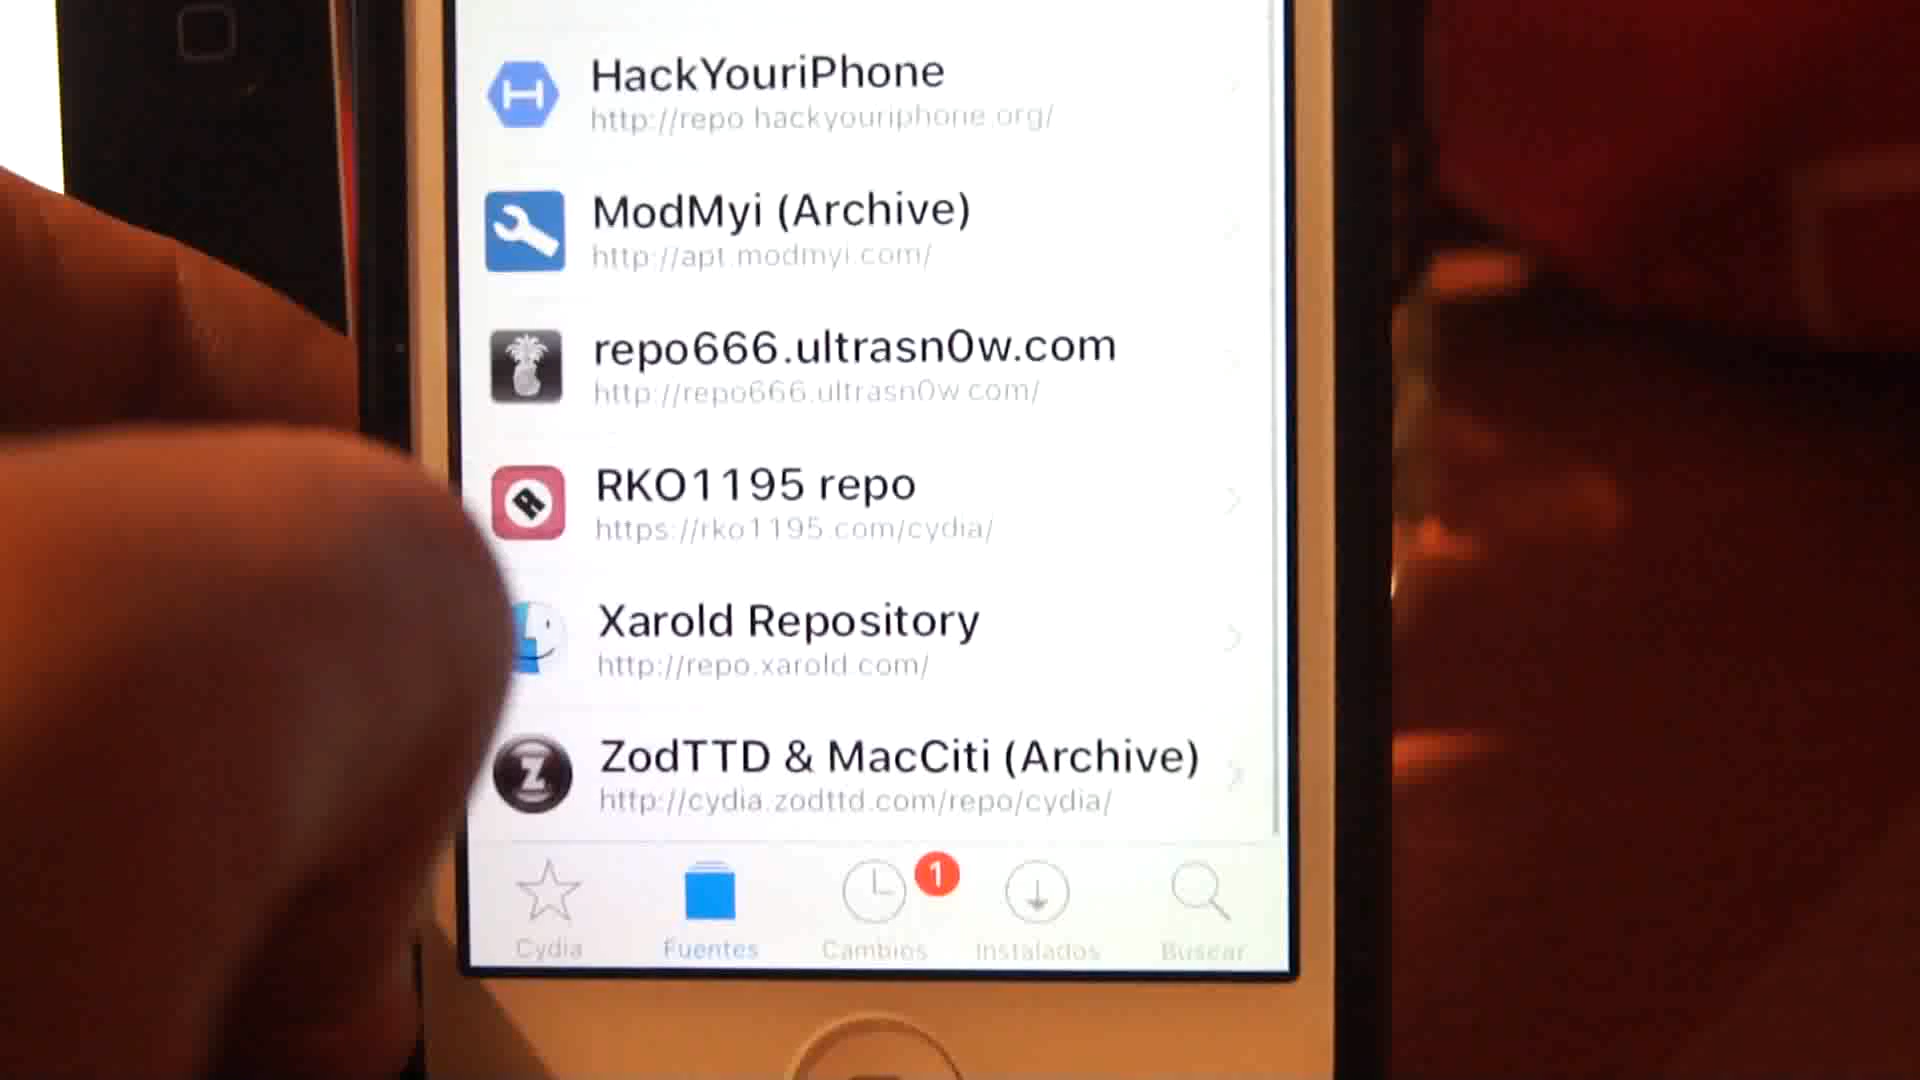 HackYouriPhone
http://repo.hackyouriphone.org/
ModMyi (Archive)
http://apt.modmyi.com/
repo666.ultrasn0w.com
http://repo666.ultrasn0w.com/
RKO1195 repo
https://rko1195.com/cydia/
Xarold Repository
http://repo.xarold.com/
ZodTTD & MacCiti (Archive)
http://cydia.zodttd.com/repo/cydia/
1
Cydia Fuentes Cambios Instalados Buscar